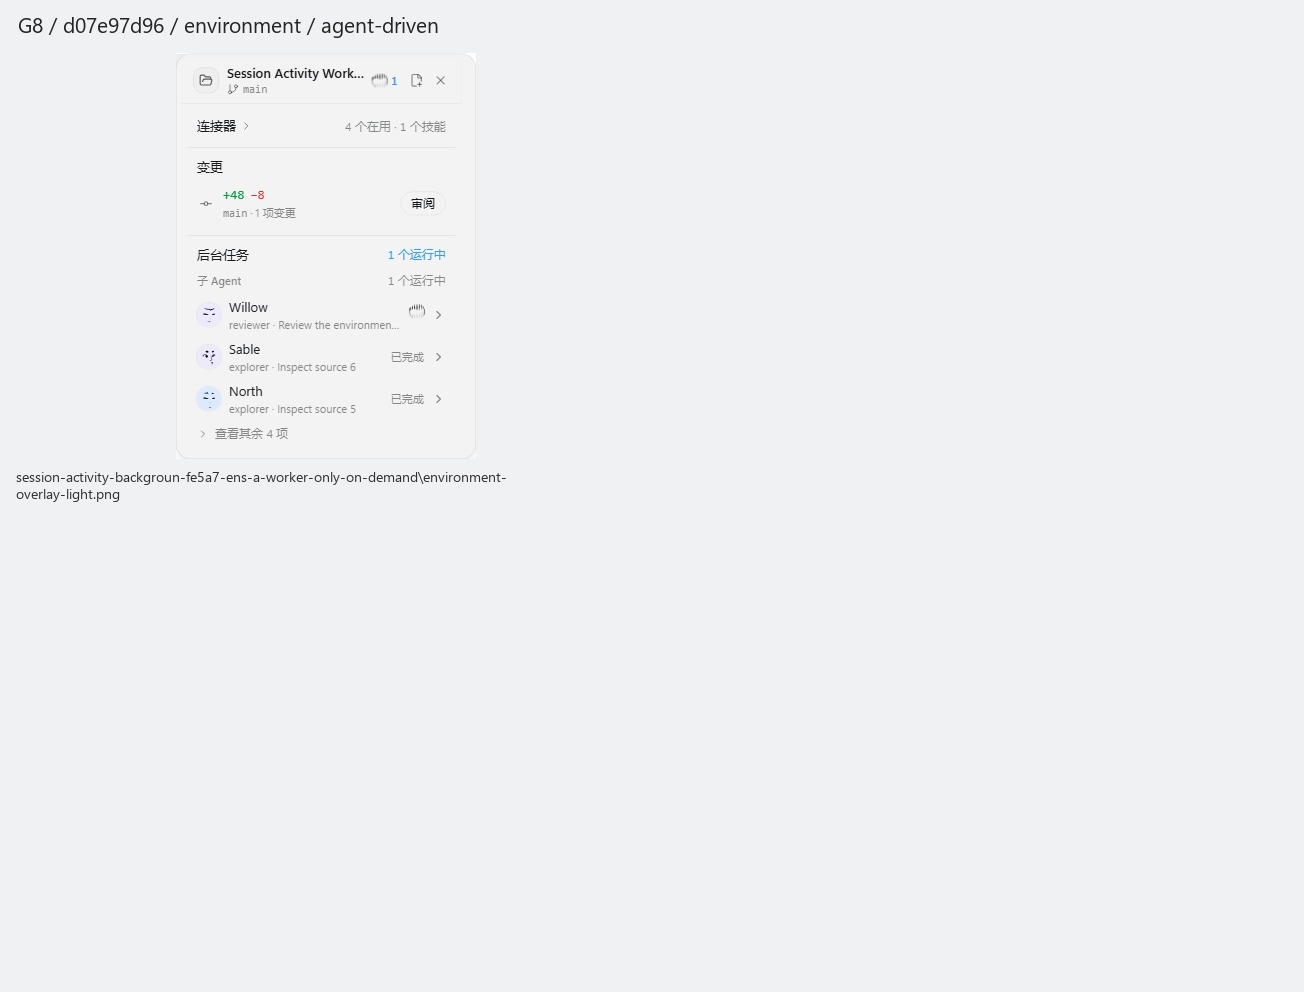 G8 / d07e97d96 / environment / agent-driven
Session Activity Work... 1
main
连接器 4 个在用 · 1 个技能
变更
+48 −8
main · 1 项变更
审阅
后台任务 1 个运行中
子 Agent 1 个运行中
Willow
reviewer · Review the environmen...
Sable
explorer · Inspect source 6
已完成
North
explorer · Inspect source 5
已完成
查看其余 4 项
session-activity-backgroun-fe5a7-ens-a-worker-only-on-demand\environment-
overlay-light.png